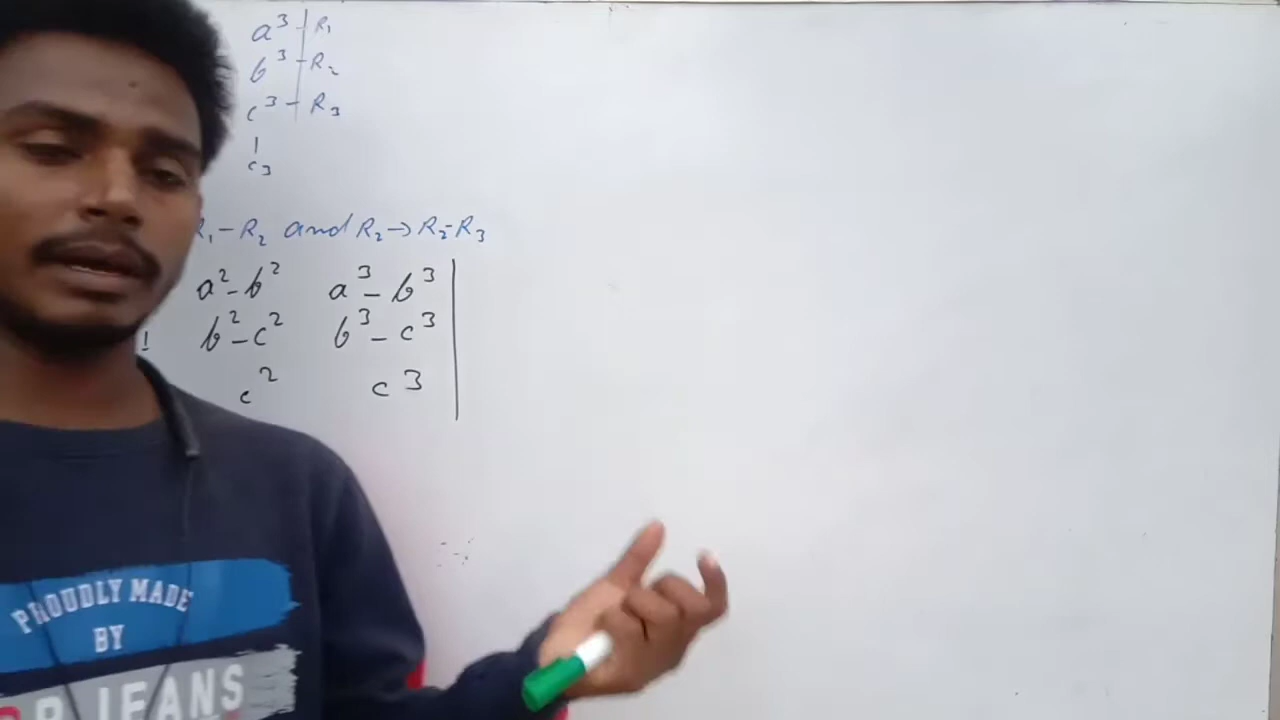 a³ - R₁
b³ - R₂
c³ - R₃
|
c₃
R₁ - R₂ and R₂ → R₂ - R₃
a² - b² a³ - b³
! b² - c² b³ - c³
c² c³
PROUDLY MADE
BY
JEANS